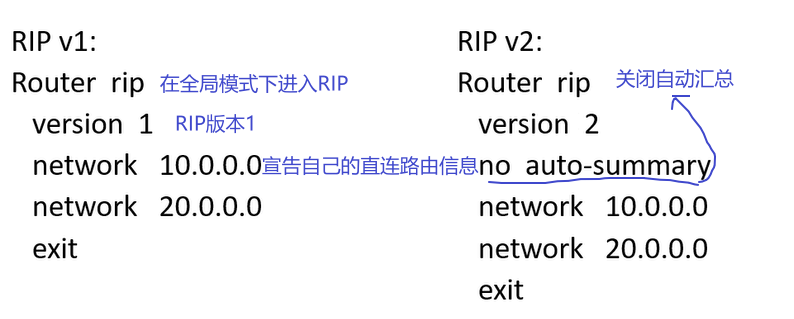 RIP v1:
Router rip 在全局模式下进入RIP
version 1 RIP版本1
network 10.0.0.0宣告自己的直连路由信息
network 20.0.0.0
exit
RIP v2:
Router rip 关闭自动汇总
version 2
no auto-summary
network 10.0.0.0
network 20.0.0.0
exit